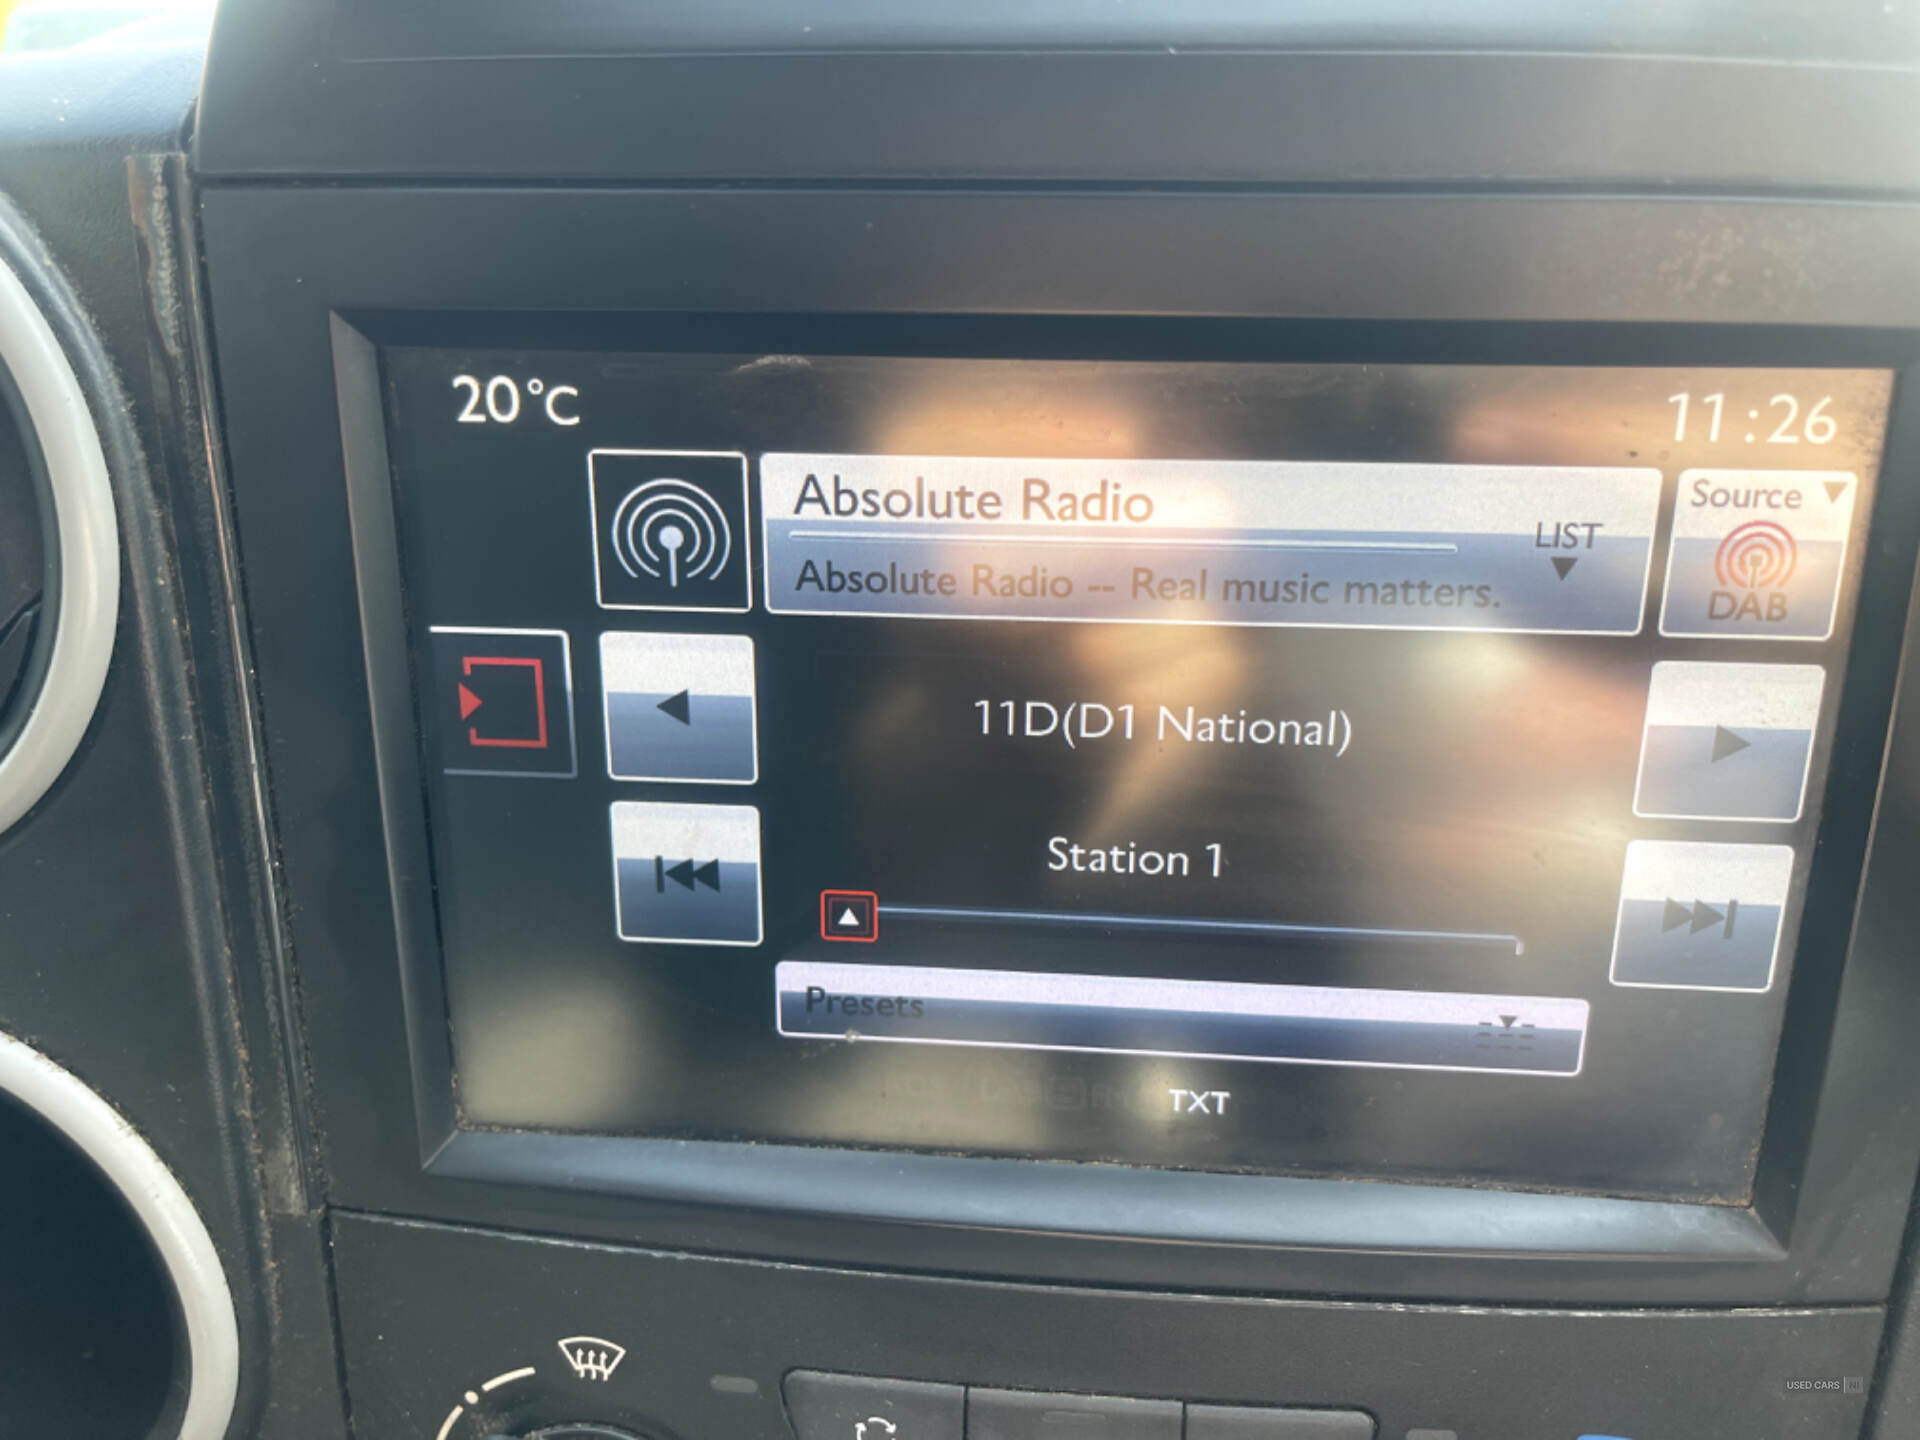 20°C
11:26
Absolute Radio
LIST
Absolute Radio -- Real music matters.
Source
DAB
11D(D1 National)
Station 1
Presets
TXT
USED CARS NI